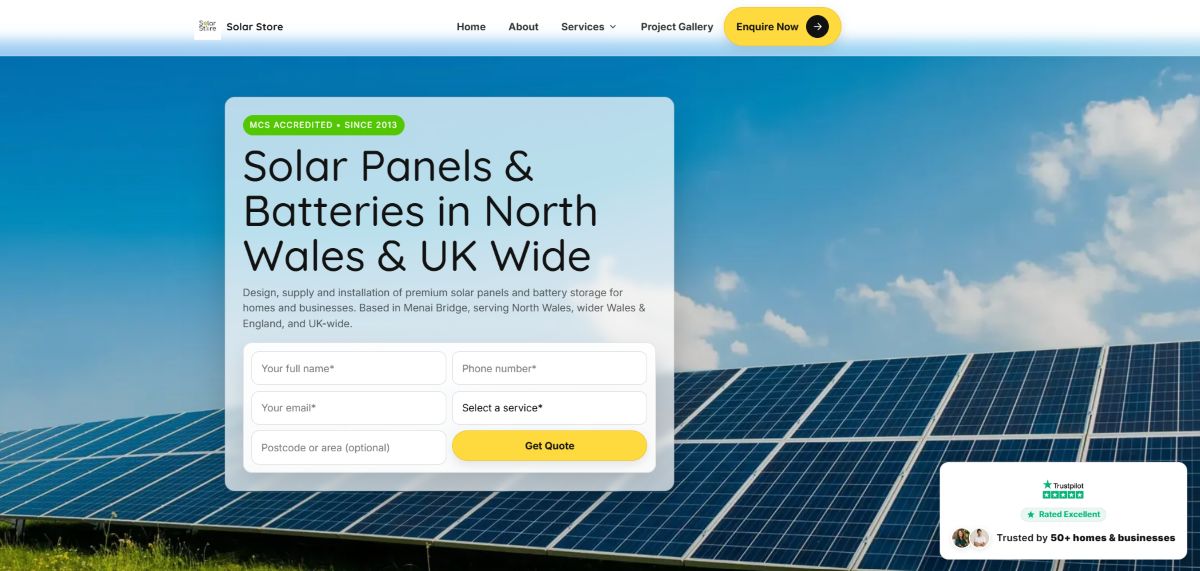 Solar Store
Solar Store
Home
About
Services
Project Gallery
Enquire Now
MCS ACCREDITED • SINCE 2013
Solar Panels &
Batteries in North
Wales & UK Wide
Design, supply and installation of premium solar panels and battery storage for
homes and businesses. Based in Menai Bridge, serving North Wales, wider Wales &
England, and UK-wide.
Your full name*
Phone number*
Your email*
Select a service*
Postcode or area (optional)
Get Quote
Trustpilot
Rated Excellent
Trusted by 50+ homes & businesses